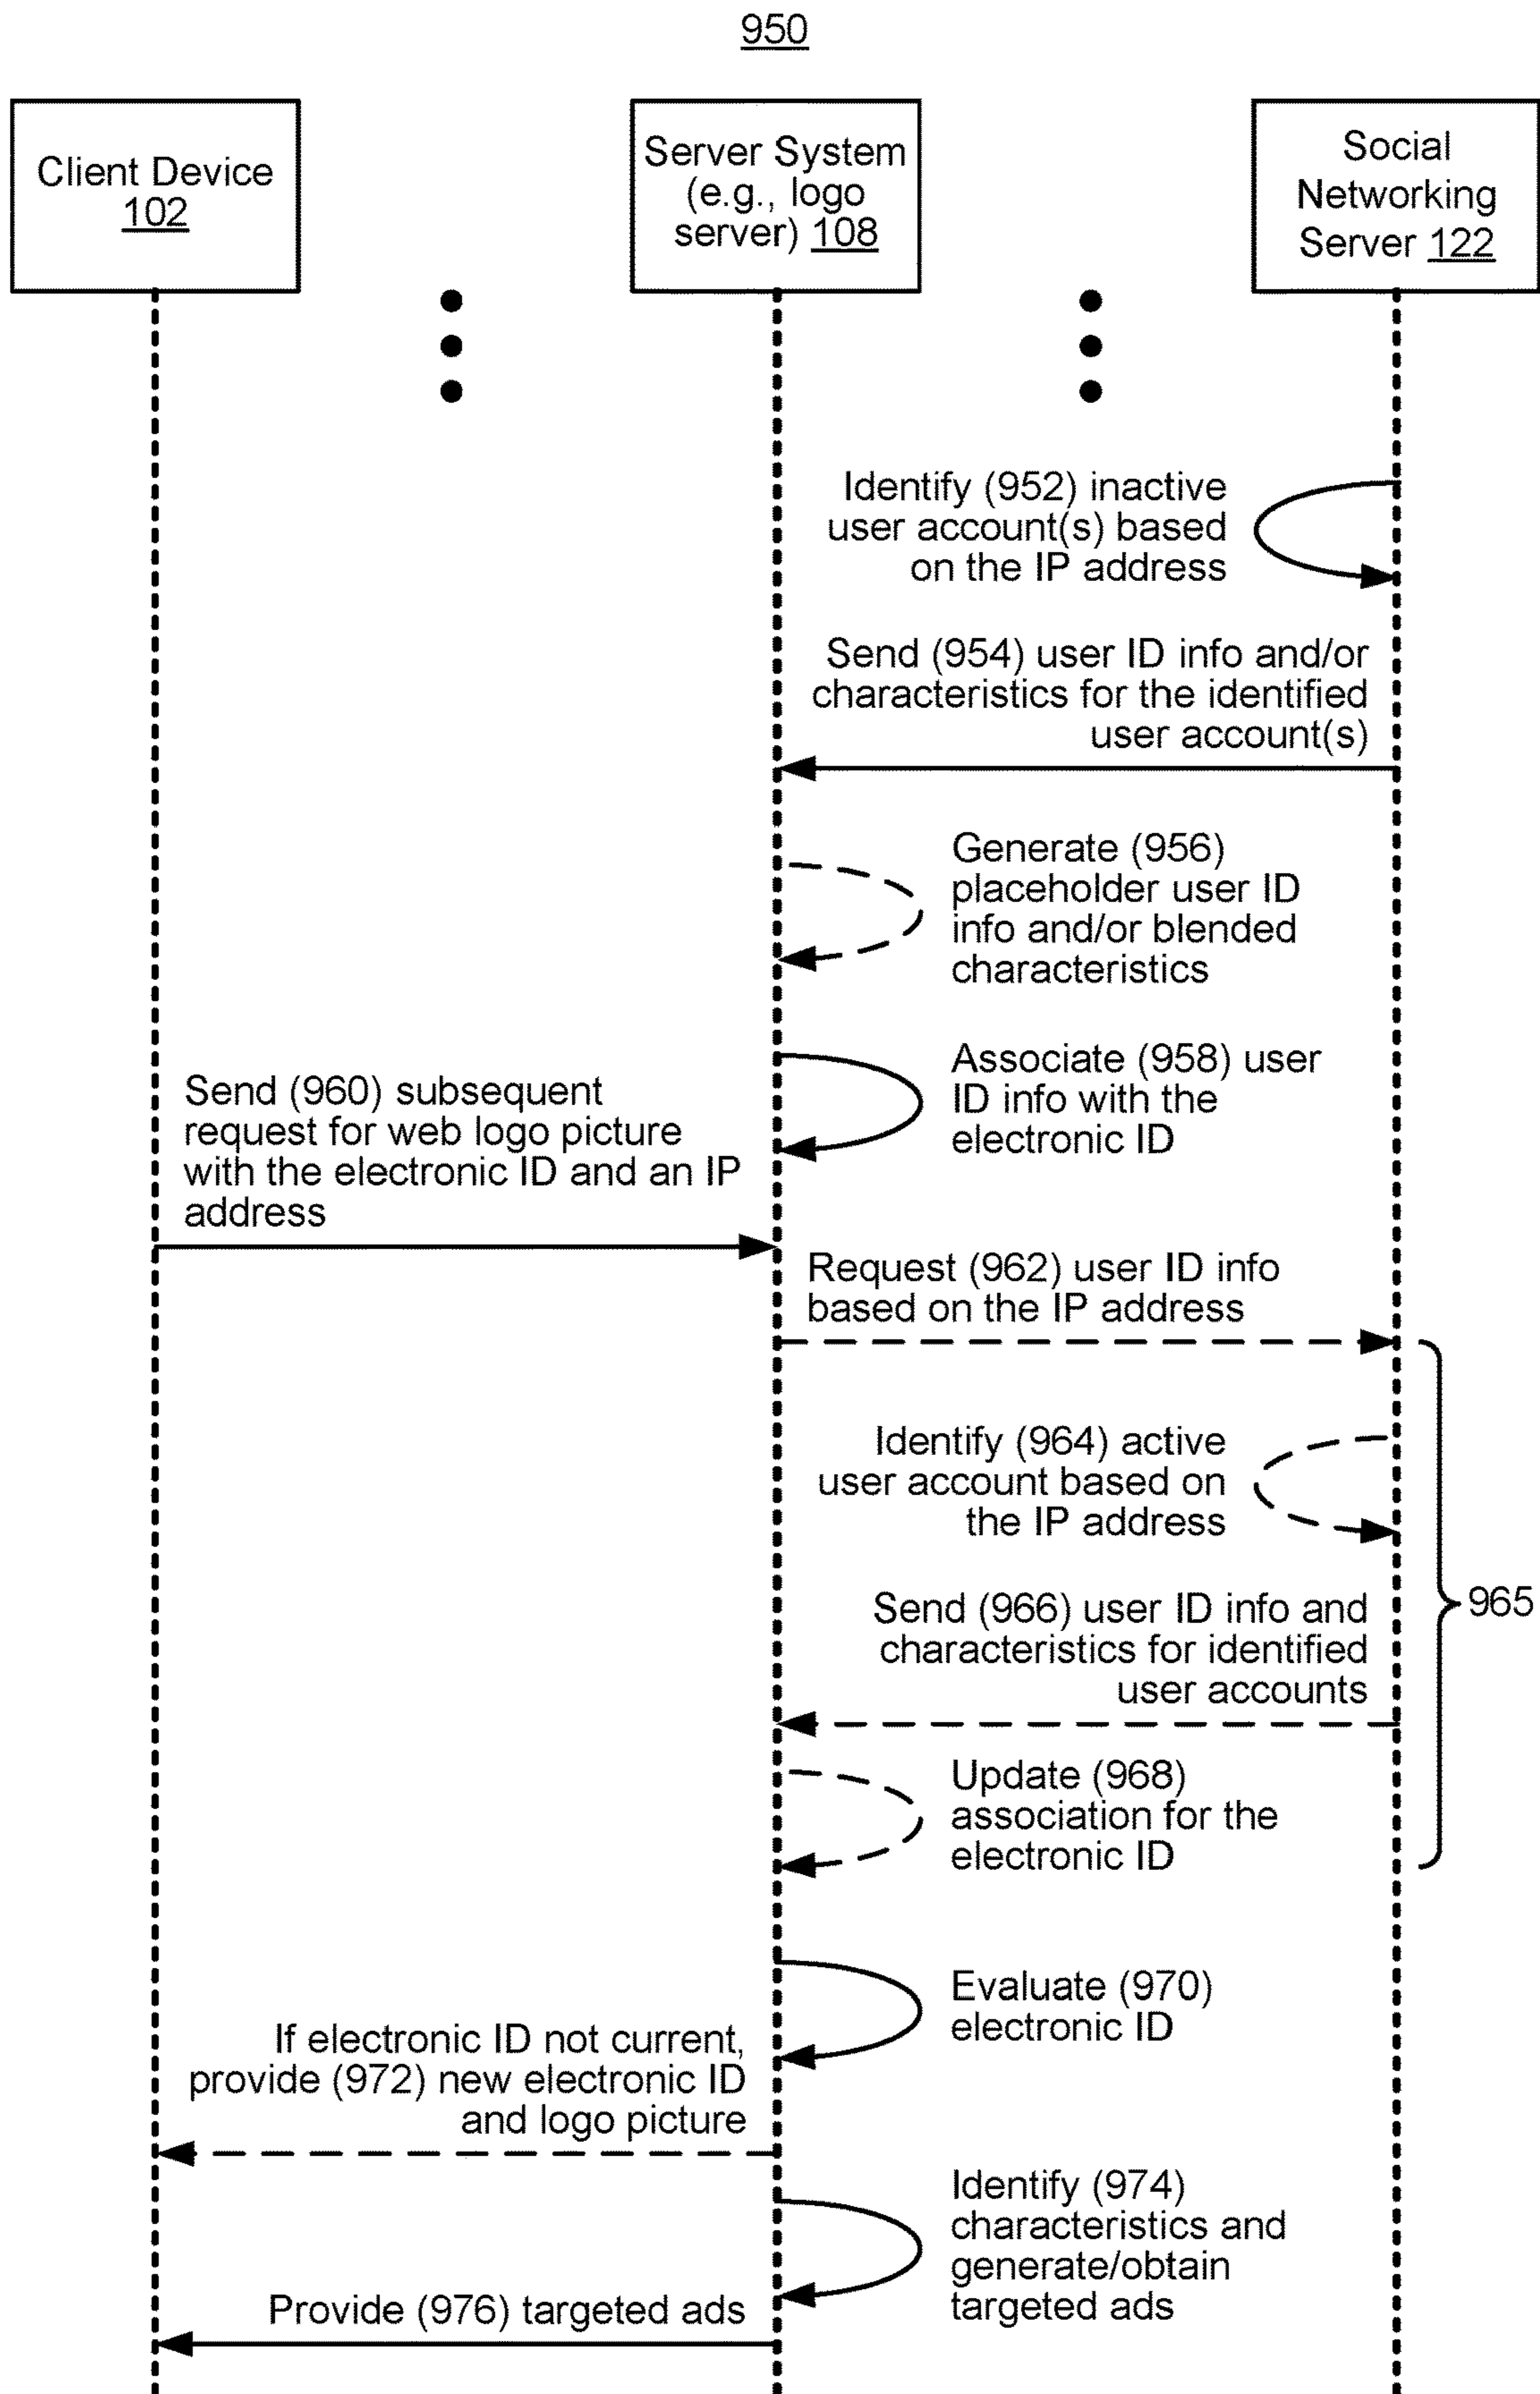 950
Client Device
102
Server System
(e.g., logo
server) 108
Social
Networking
Server 122
Identify (952) inactive
user account(s) based
on the IP address
Send (954) user ID info and/or
characteristics for the identified
user account(s)
Generate (956)
placeholder user ID
info and/or blended
characteristics
Associate (958) user
ID info with the
electronic ID
Send (960) subsequent
request for web logo picture
with the electronic ID and an IP
address
Request (962) user ID info
based on the IP address
Identify (964) active
user account based on
the IP address
965
Send (966) user ID info and
characteristics for identified
user accounts
Update (968)
association for the
electronic ID
Evaluate (970)
electronic ID
If electronic ID not current,
provide (972) new electronic ID
and logo picture
Identify (974)
characteristics and
generate/obtain
targeted ads
Provide (976) targeted ads